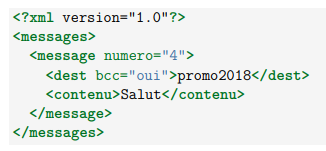 <?xml version="1.0"?>
<messages>
  <message numero="4">
    <dest bcc="oui">promo2018</dest>
    <contenu>Salut</contenu>
  </message>
</messages>